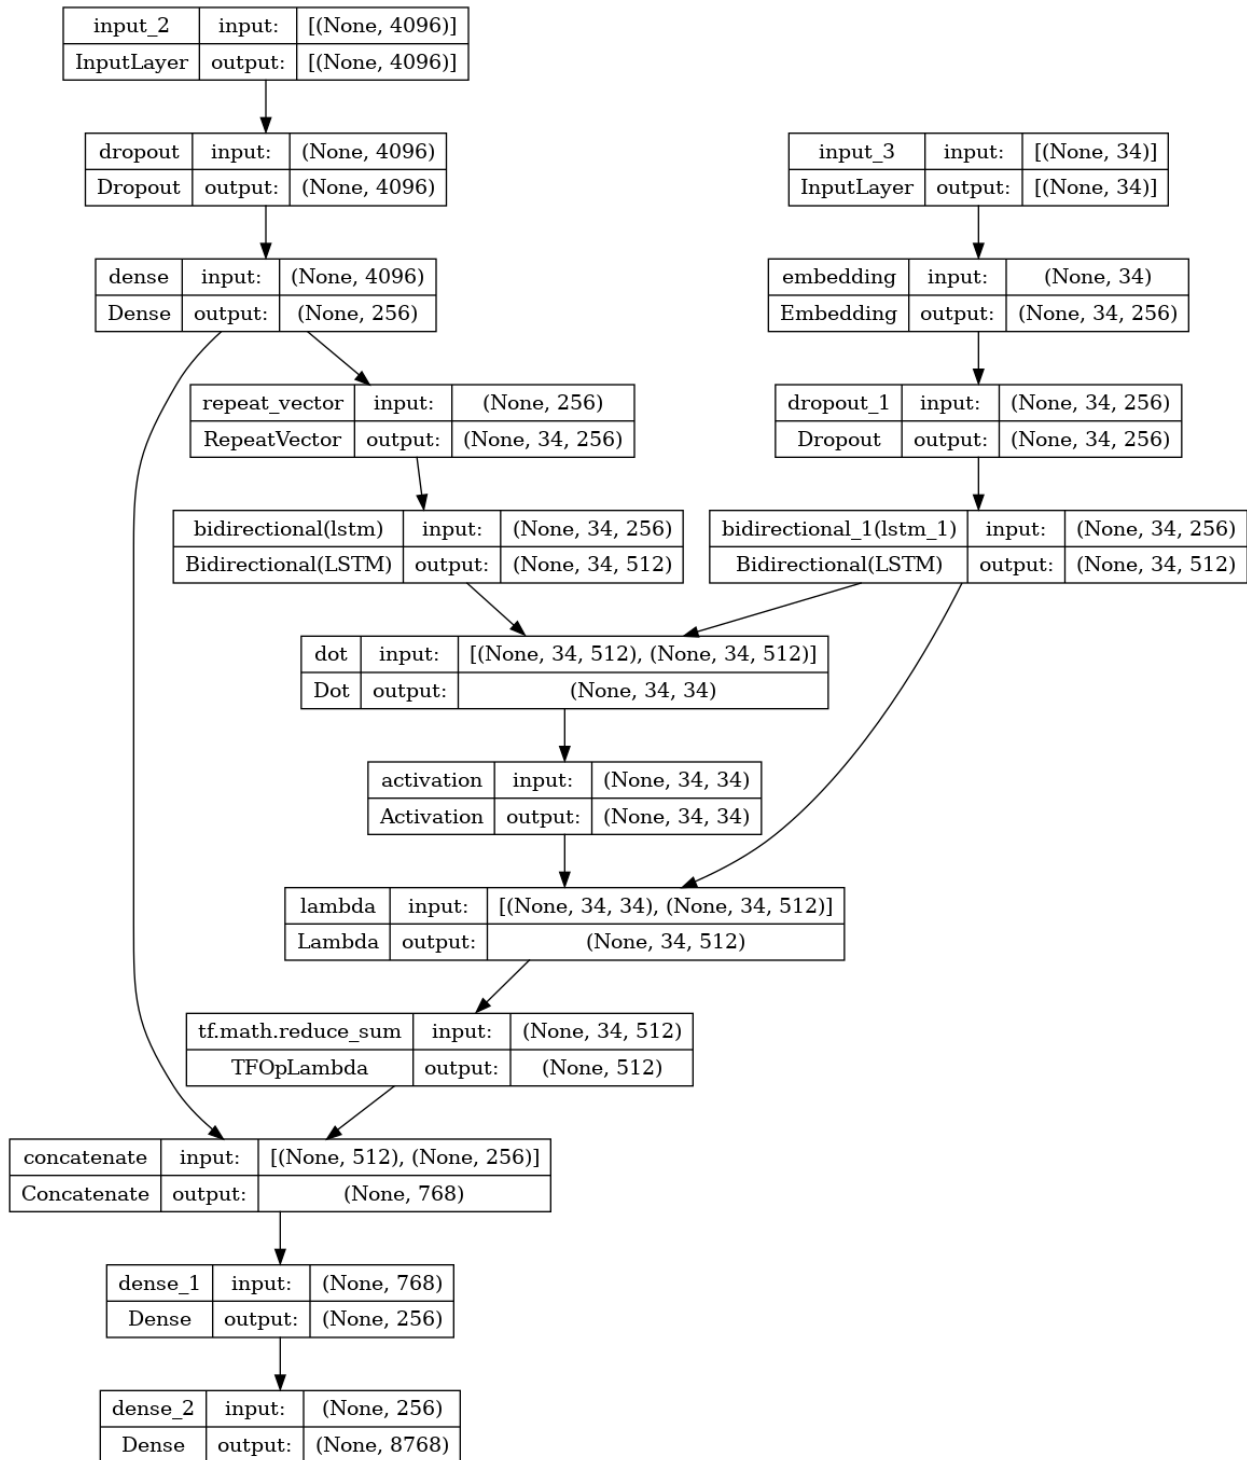 input_2 input: [(None, 4096)]
InputLayer output: [(None, 4096)]
dropout input: (None, 4096)
Dropout output: (None, 4096)
input_3 input: [(None, 34)]
InputLayer output: [(None, 34)]
dense input: (None, 4096)
Dense output: (None, 256)
embedding input: (None, 34)
Embedding output: (None, 34, 256)
repeat_vector input: (None, 256)
RepeatVector output: (None, 34, 256)
dropout_1 input: (None, 34, 256)
Dropout output: (None, 34, 256)
bidirectional(lstm) input: (None, 34, 256)
Bidirectional(LSTM) output: (None, 34, 512)
bidirectional_1(lstm_1) input: (None, 34, 256)
Bidirectional(LSTM) output: (None, 34, 512)
dot input: [(None, 34, 512), (None, 34, 512)]
Dot output: (None, 34, 34)
activation input: (None, 34, 34)
Activation output: (None, 34, 34)
lambda input: [(None, 34, 34), (None, 34, 512)]
Lambda output: (None, 34, 512)
tf.math.reduce_sum input: (None, 34, 512)
TFOpLambda output: (None, 512)
concatenate input: [(None, 512), (None, 256)]
Concatenate output: (None, 768)
dense_1 input: (None, 768)
Dense output: (None, 256)
dense_2 input: (None, 256)
Dense output: (None, 8768)